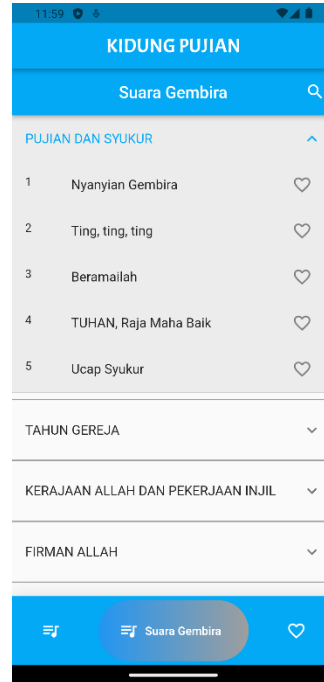 11:59
KIDUNG PUJIAN
Suara Gembira
PUJIAN DAN SYUKUR
1 Nyanyian Gembira
2 Ting, ting, ting
3 Beramailah
4 TUHAN, Raja Maha Baik
5 Ucap Syukur
TAHUN GEREJA
KERAJAAN ALLAH DAN PEKERJAAN INJIL
FIRMAN ALLAH
Suara Gembira